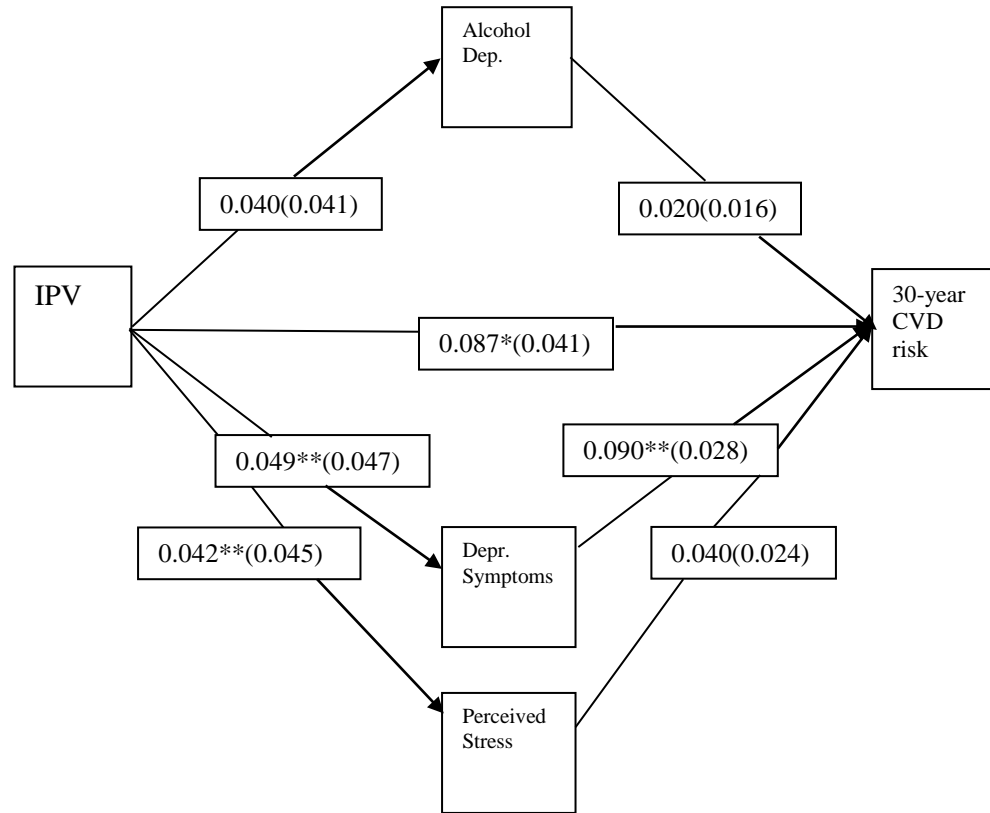 Alcohol
Dep.
0.040(0.041)
0.020(0.016)
IPV
30-year
CVD
risk
0.087*(0.041)
0.049**(0.047)
0.090**(0.028)
0.042**(0.045)
Depr.
Symptoms
0.040(0.024)
Perceived
Stress